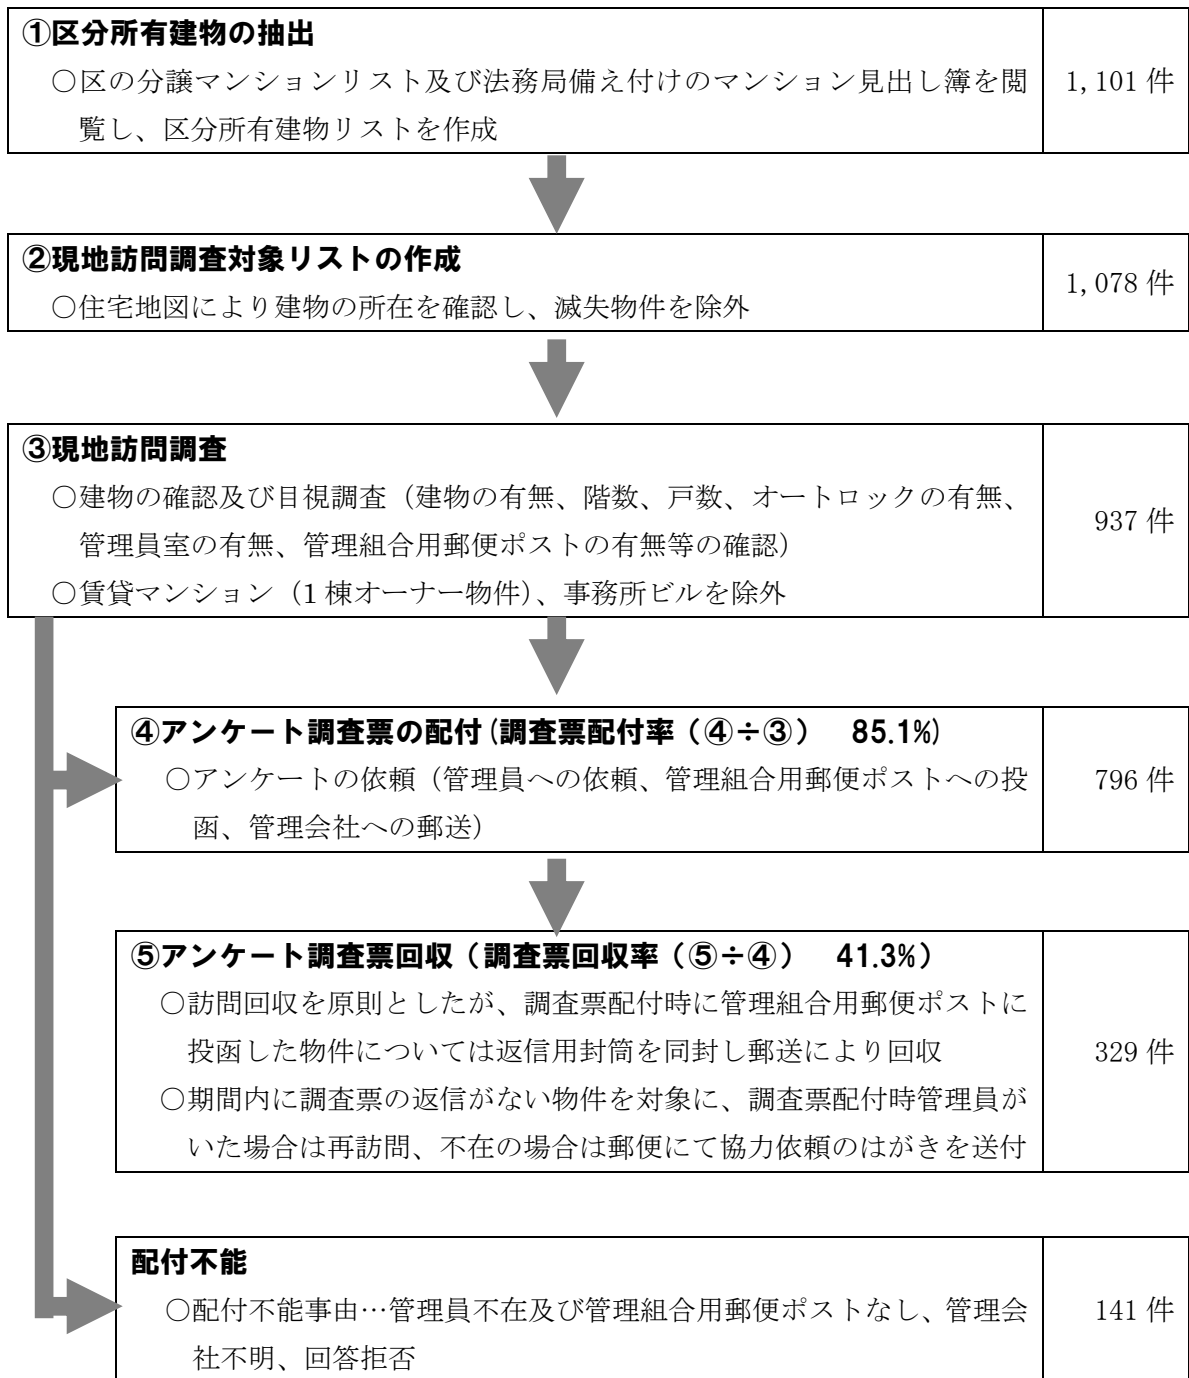 ①区分所有建物の抽出
○区の分譲マンションリスト及び法務局備え付けのマンション見出し簿を閲
覧し、区分所有建物リストを作成
1,101 件
②現地訪問調査対象リストの作成
○住宅地図により建物の所在を確認し、滅失物件を除外
1,078 件
③現地訪問調査
○建物の確認及び目視調査（建物の有無、階数、戸数、オートロックの有無、
管理員室の有無、管理組合用郵便ポストの有無等の確認）
○賃貸マンション（1 棟オーナー物件）、事務所ビルを除外
937 件
④アンケート調査票の配付(調査票配付率（④÷③）　85.1%)
○アンケートの依頼（管理員への依頼、管理組合用郵便ポストへの投
函、管理会社への郵送）
796 件
⑤アンケート調査票回収（調査票回収率（⑤÷④）　41.3%）
○訪問回収を原則としたが、調査票配付時に管理組合用郵便ポストに
投函した物件については返信用封筒を同封し郵送により回収
○期間内に調査票の返信がない物件を対象に、調査票配付時管理員が
いた場合は再訪問、不在の場合は郵便にて協力依頼のはがきを送付
329 件
配付不能
○配付不能事由…管理員不在及び管理組合用郵便ポストなし、管理会
社不明、回答拒否
141 件